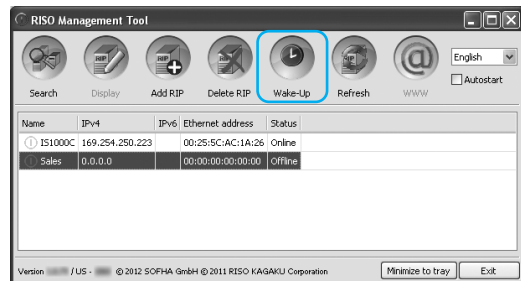 RISO Management Tool
Search Display Add RIP Delete RIP Wake-Up Refresh WWW
English
Autostart
Name IPv4 IPv6 Ethernet address Status
IS1000C 169.254.250.223 00:25:5C:AC:1A:26 Online
Sales 0.0.0.0 00:00:00:00:00:00 Offline
Version / US - © 2012 SOFHA GmbH © 2011 RISO KAGAKU Corporation
Minimize to tray Exit